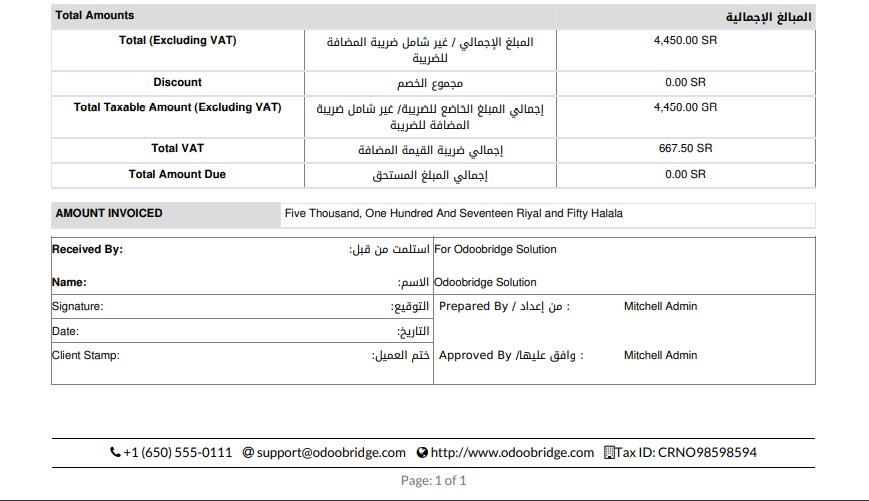 Total Amounts المبالغ الإجمالية
Total (Excluding VAT) المبلغ الإجمالي / غير شامل ضريبة المضافة 4,450.00 SR
للضريبة
Discount مجموع الخصم 0.00 SR
Total Taxable Amount (Excluding VAT) إجمالي المبلغ الخاضع للضريبة/ غير شامل ضريبة 4,450.00 SR
المضافة للضريبة
Total VAT إجمالي ضريبة القيمة المضافة 667.50 SR
Total Amount Due إجمالي المبلغ المستحق 0.00 SR
AMOUNT INVOICED Five Thousand, One Hundred And Seventeen Riyal and Fifty Halala
Received By: استلمت من قبل: For Odoobridge Solution
Name: الاسم: Odoobridge Solution
Signature: التوقيع: Prepared By / من إعداد : Mitchell Admin
Date: التاريخ:
Client Stamp: ختم العميل: Approved By /وافق عليها : Mitchell Admin
+1 (650) 555-0111 @ support@odoobridge.com http://www.odoobridge.com Tax ID: CRNO98598594
Page: 1 of 1